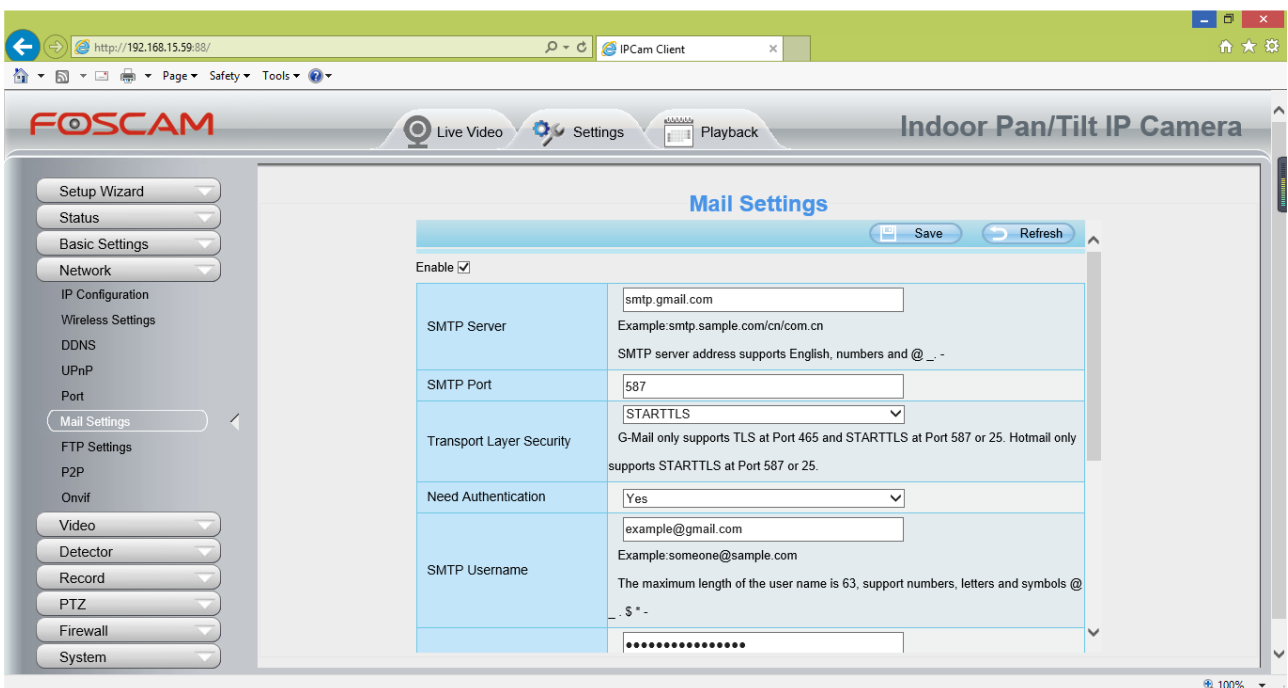 http://192.168.15.59:88/
IPCam Client
Page Safety Tools
FOSCAM
Live Video
Settings
Playback
Indoor Pan/Tilt IP Camera
Setup Wizard
Status
Basic Settings
Network
IP Configuration
Wireless Settings
DDNS
UPnP
Port
Mail Settings
FTP Settings
P2P
Onvif
Video
Detector
Record
PTZ
Firewall
System
Mail Settings
Save Refresh
Enable
SMTP Server
smtp.gmail.com
Example:smtp.sample.com/cn/com.cn
SMTP server address supports English, numbers and @ _. -
SMTP Port
587
Transport Layer Security
STARTTLS
G-Mail only supports TLS at Port 465 and STARTTLS at Port 587 or 25. Hotmail only
supports STARTTLS at Port 587 or 25.
Need Authentication
Yes
SMTP Username
example@gmail.com
Example:someone@sample.com
The maximum length of the user name is 63, support numbers, letters and symbols @
_ . $ * -
••••••••••••••••
100%